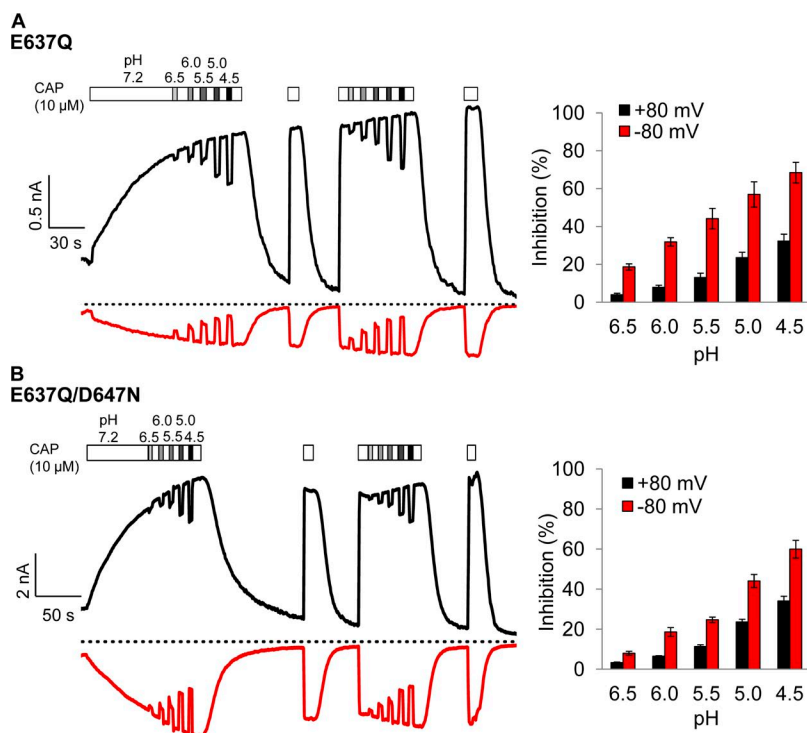 A
E637Q
pH 6.0 5.0
7.2 6.5 5.5 4.5
CAP
(10 µM)
0.5 nA
30 s
+80 mV
-80 mV
Inhibition (%)
100
80
60
40
20
0
6.5 6.0 5.5 5.0 4.5
pH
B
E637Q/D647N
pH 6.0 5.0
7.2 6.5 5.5 4.5
CAP
(10 µM)
2 nA
50 s
+80 mV
-80 mV
Inhibition (%)
100
80
60
40
20
0
6.5 6.0 5.5 5.0 4.5
pH